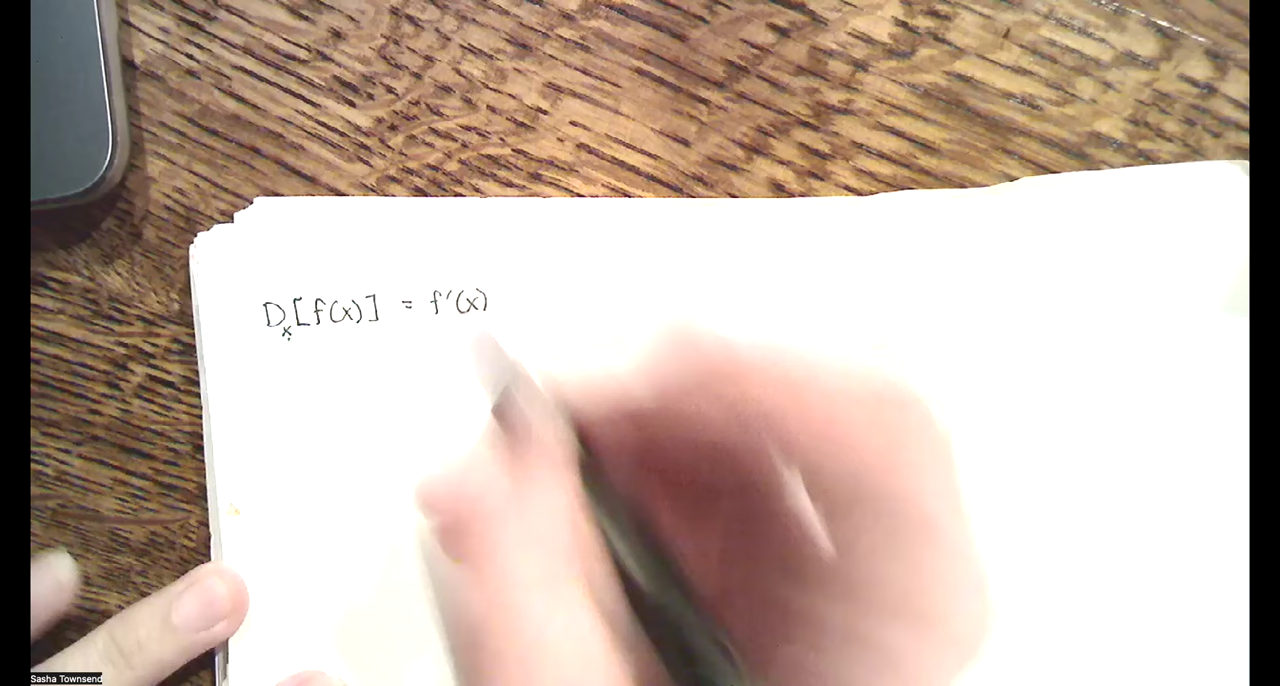 Dₓ[f(x)] = f'(x)
Sasha Townsend